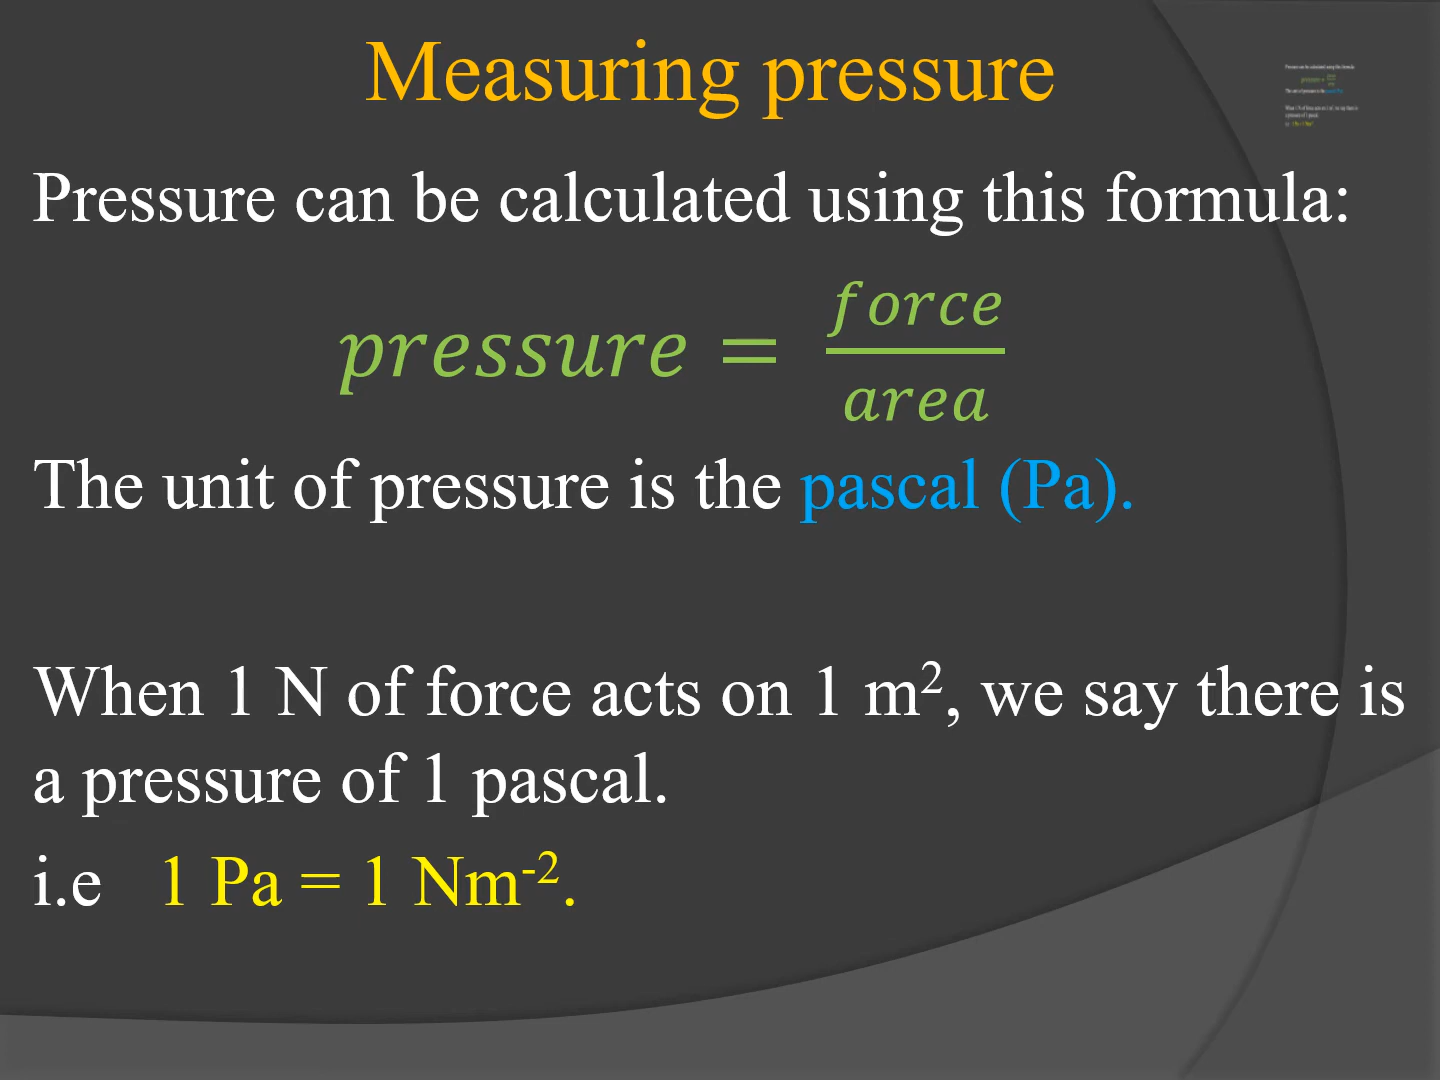 Measuring pressure
Pressure can be calculated using this formula:
pressure = force/area
The unit of pressure is the pascal (Pa).
When 1 N of force acts on 1 m², we say there is
a pressure of 1 pascal.
i.e 1 Pa = 1 Nm⁻².